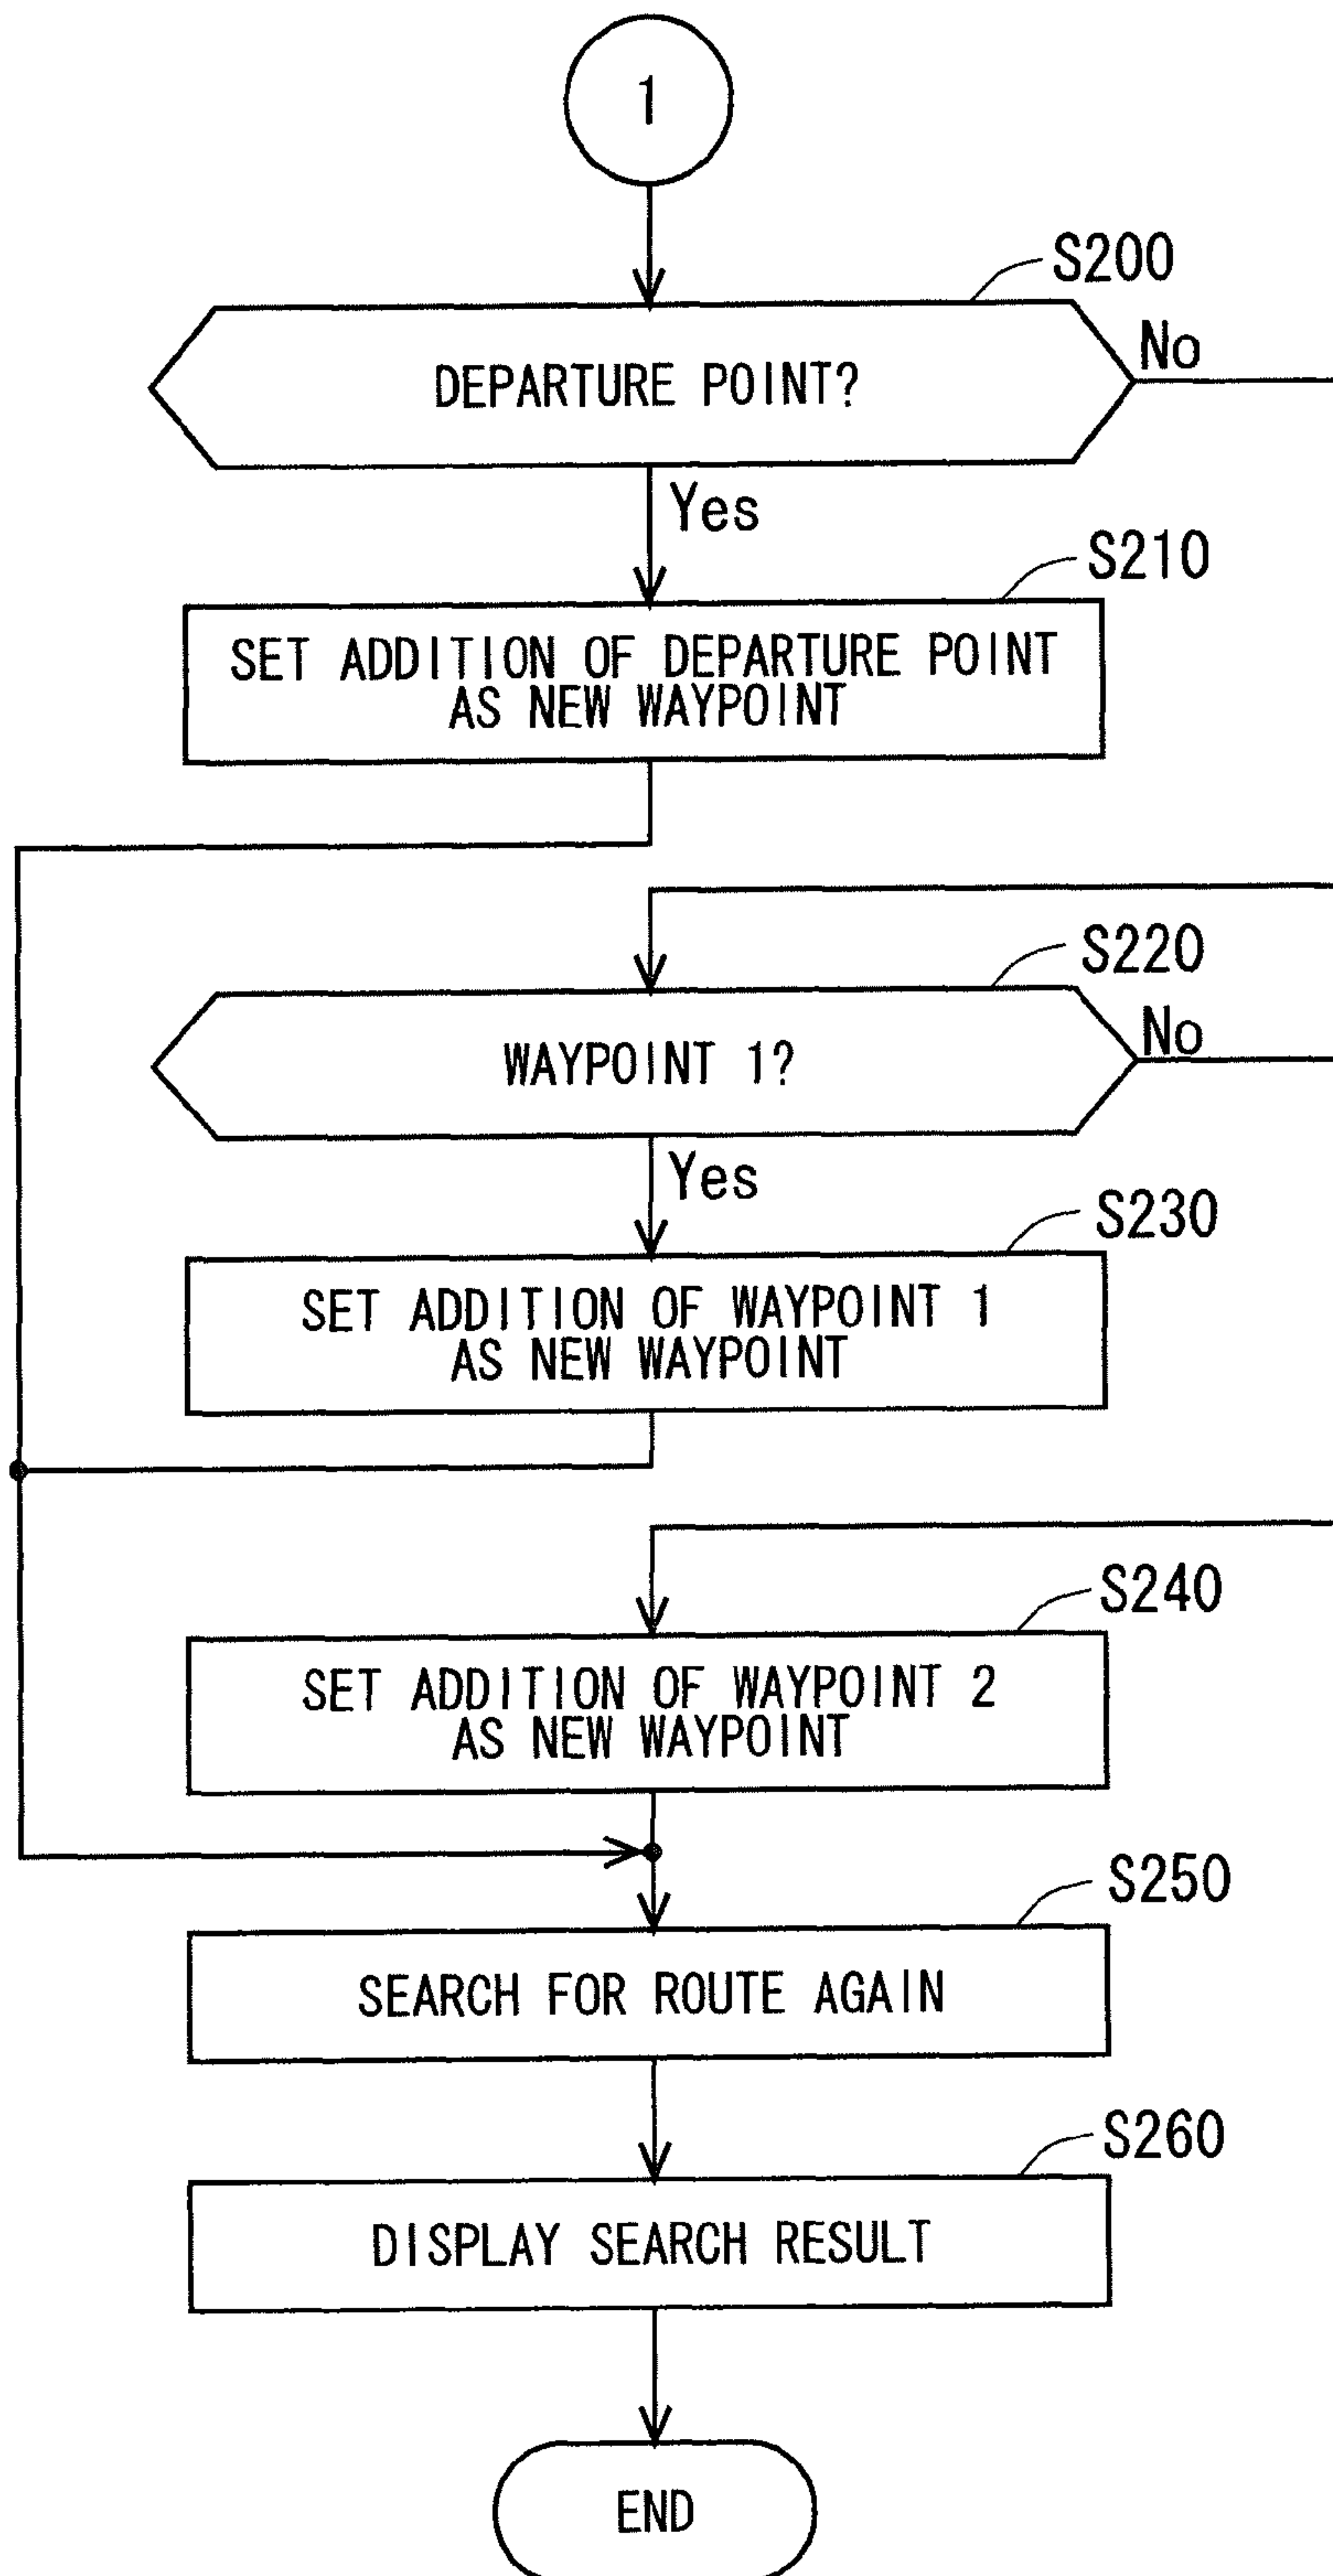 1
S200
DEPARTURE POINT?
No
Yes
S210
SET ADDITION OF DEPARTURE POINT
AS NEW WAYPOINT
S220
WAYPOINT 1?
No
Yes
S230
SET ADDITION OF WAYPOINT 1
AS NEW WAYPOINT
S240
SET ADDITION OF WAYPOINT 2
AS NEW WAYPOINT
S250
SEARCH FOR ROUTE AGAIN
S260
DISPLAY SEARCH RESULT
END